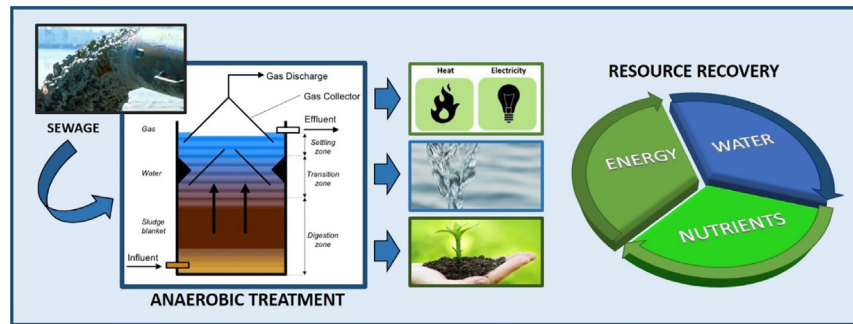 SEWAGE
Gas Discharge
Gas Collector
Effluent
Gas
Settling
zone
Water
Transition
zone
Sludge
blanket
Digestion
zone
Influent
ANAEROBIC TREATMENT
Heat
Electricity
RESOURCE RECOVERY
ENERGY
WATER
NUTRIENTS